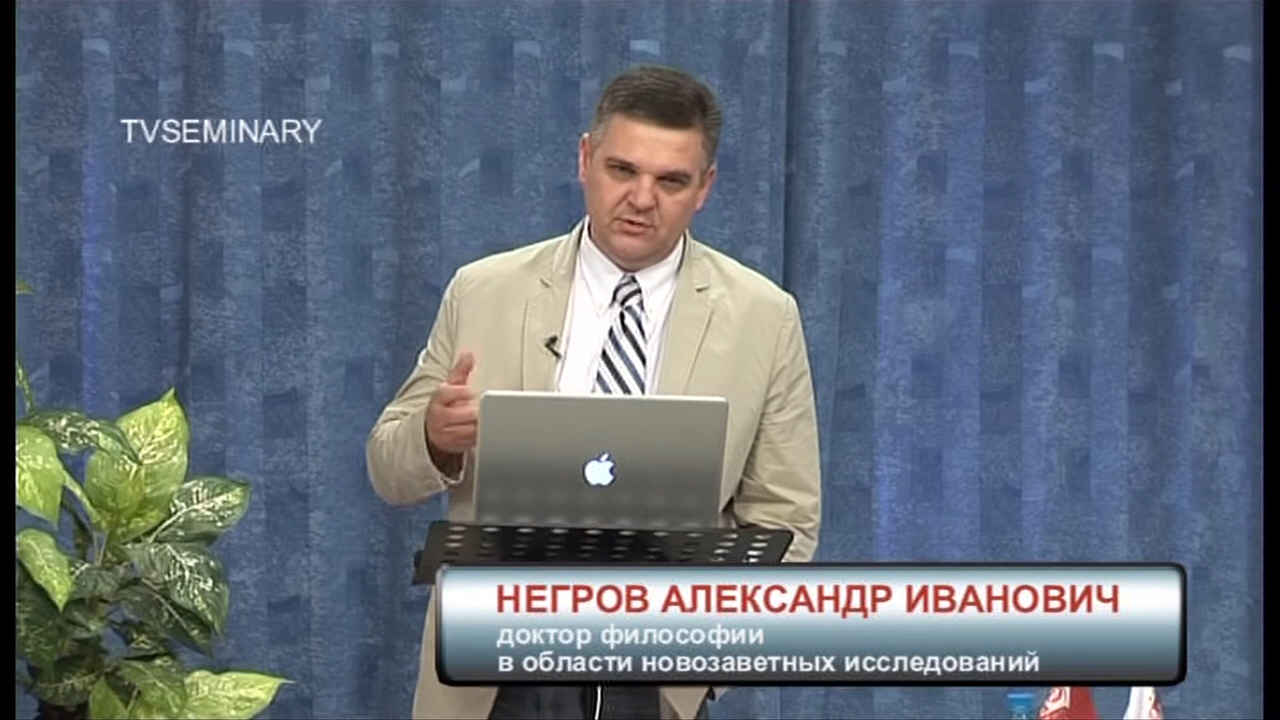 TVSEMINARY
НЕГРОВ АЛЕКСАНДР ИВАНОВИЧ
доктор философии
в области новозаветных исследований